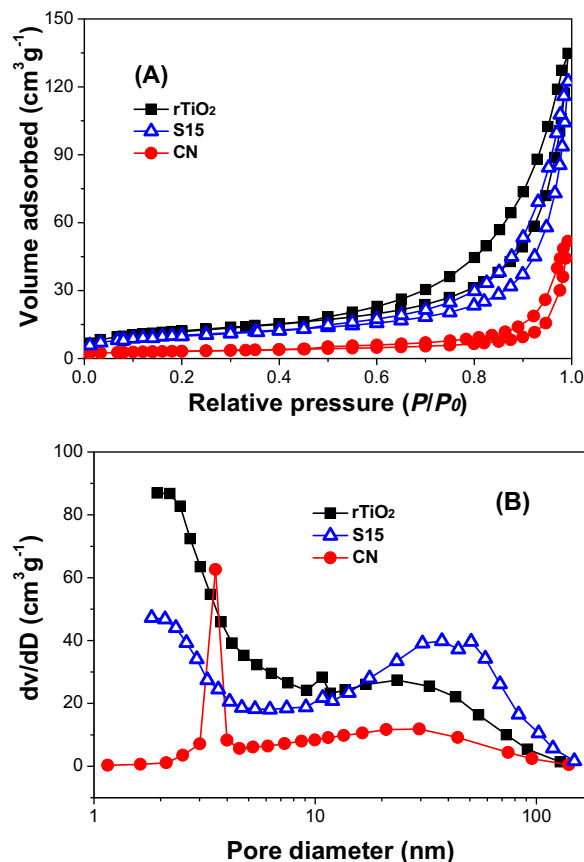 150
120
90
60
30
0
Volume adsorbed (cm³g⁻¹)
(A)
rTiO₂
S15
CN
0.0 0.2 0.4 0.6 0.8 1.0
Relative pressure (P/P₀)
100
80
60
40
20
0
dv/dD (cm³g⁻¹)
(B)
rTiO₂
S15
CN
1 10 100
Pore diameter (nm)